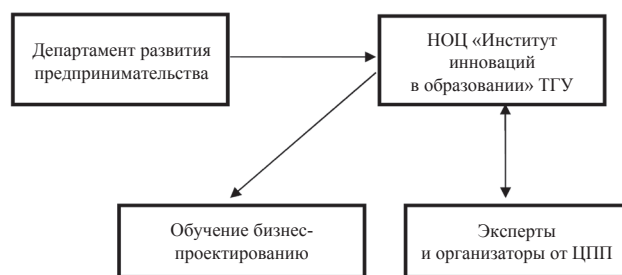 Департамент развития
предпринимательства
НОЦ «Институт
инноваций
в образовании» ТГУ
Обучение бизнес-
проектированию
Эксперты
и организаторы от ЦПП